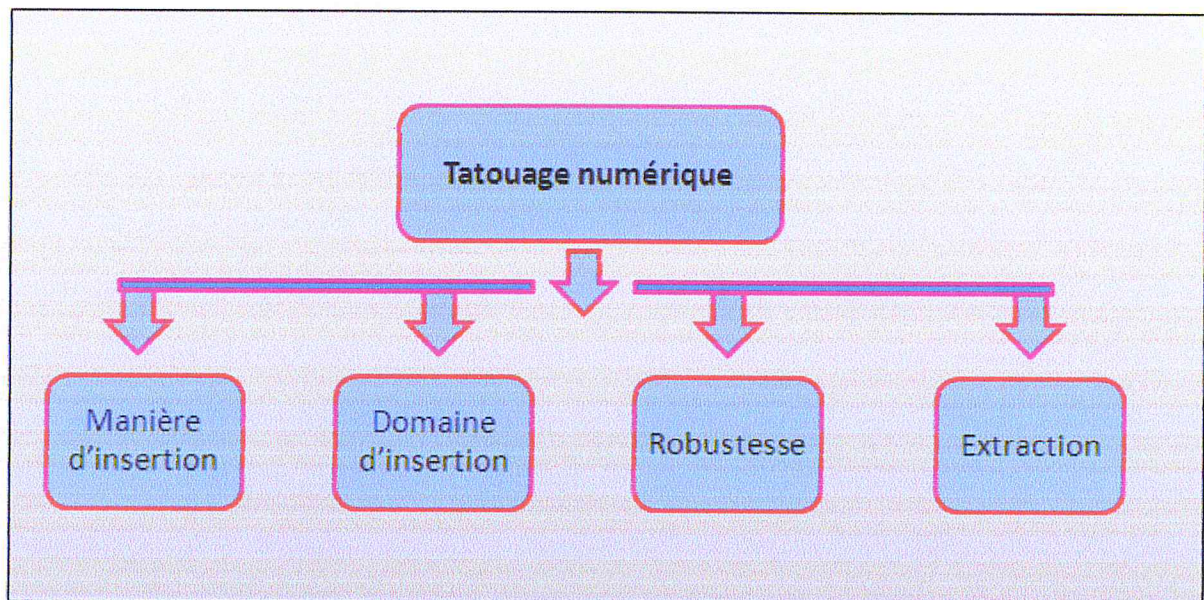 Tatouage numérique
Manière
d'insertion
Domaine
d'insertion
Robustesse
Extraction